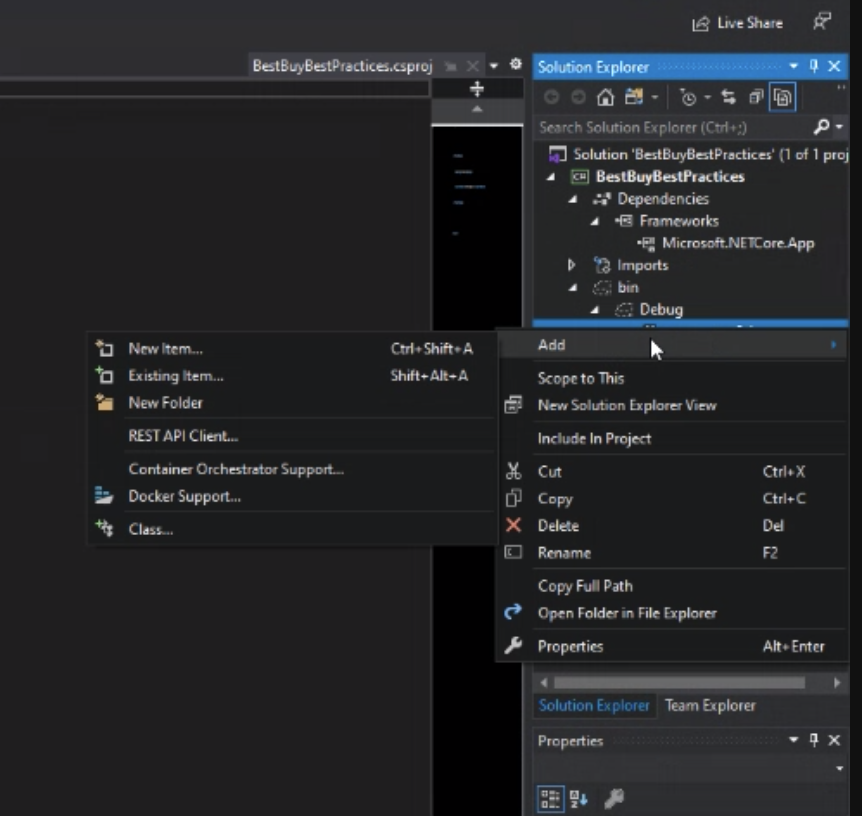 Live Share
BestBuyBestPractices.csproj
Solution Explorer
Search Solution Explorer (Ctrl+;)
Solution 'BestBuyBestPractices' (1 of 1 proj
BestBuyBestPractices
Dependencies
Frameworks
Microsoft.NETCore.App
Imports
bin
Debug
New Item... Ctrl+Shift+A
Existing Item... Shift+Alt+A
New Folder
REST API Client...
Container Orchestrator Support...
Docker Support...
Class...
Add
Scope to This
New Solution Explorer View
Include In Project
Cut Ctrl+X
Copy Ctrl+C
Delete Del
Rename F2
Copy Full Path
Open Folder in File Explorer
Properties Alt+Enter
Solution Explorer Team Explorer
Properties